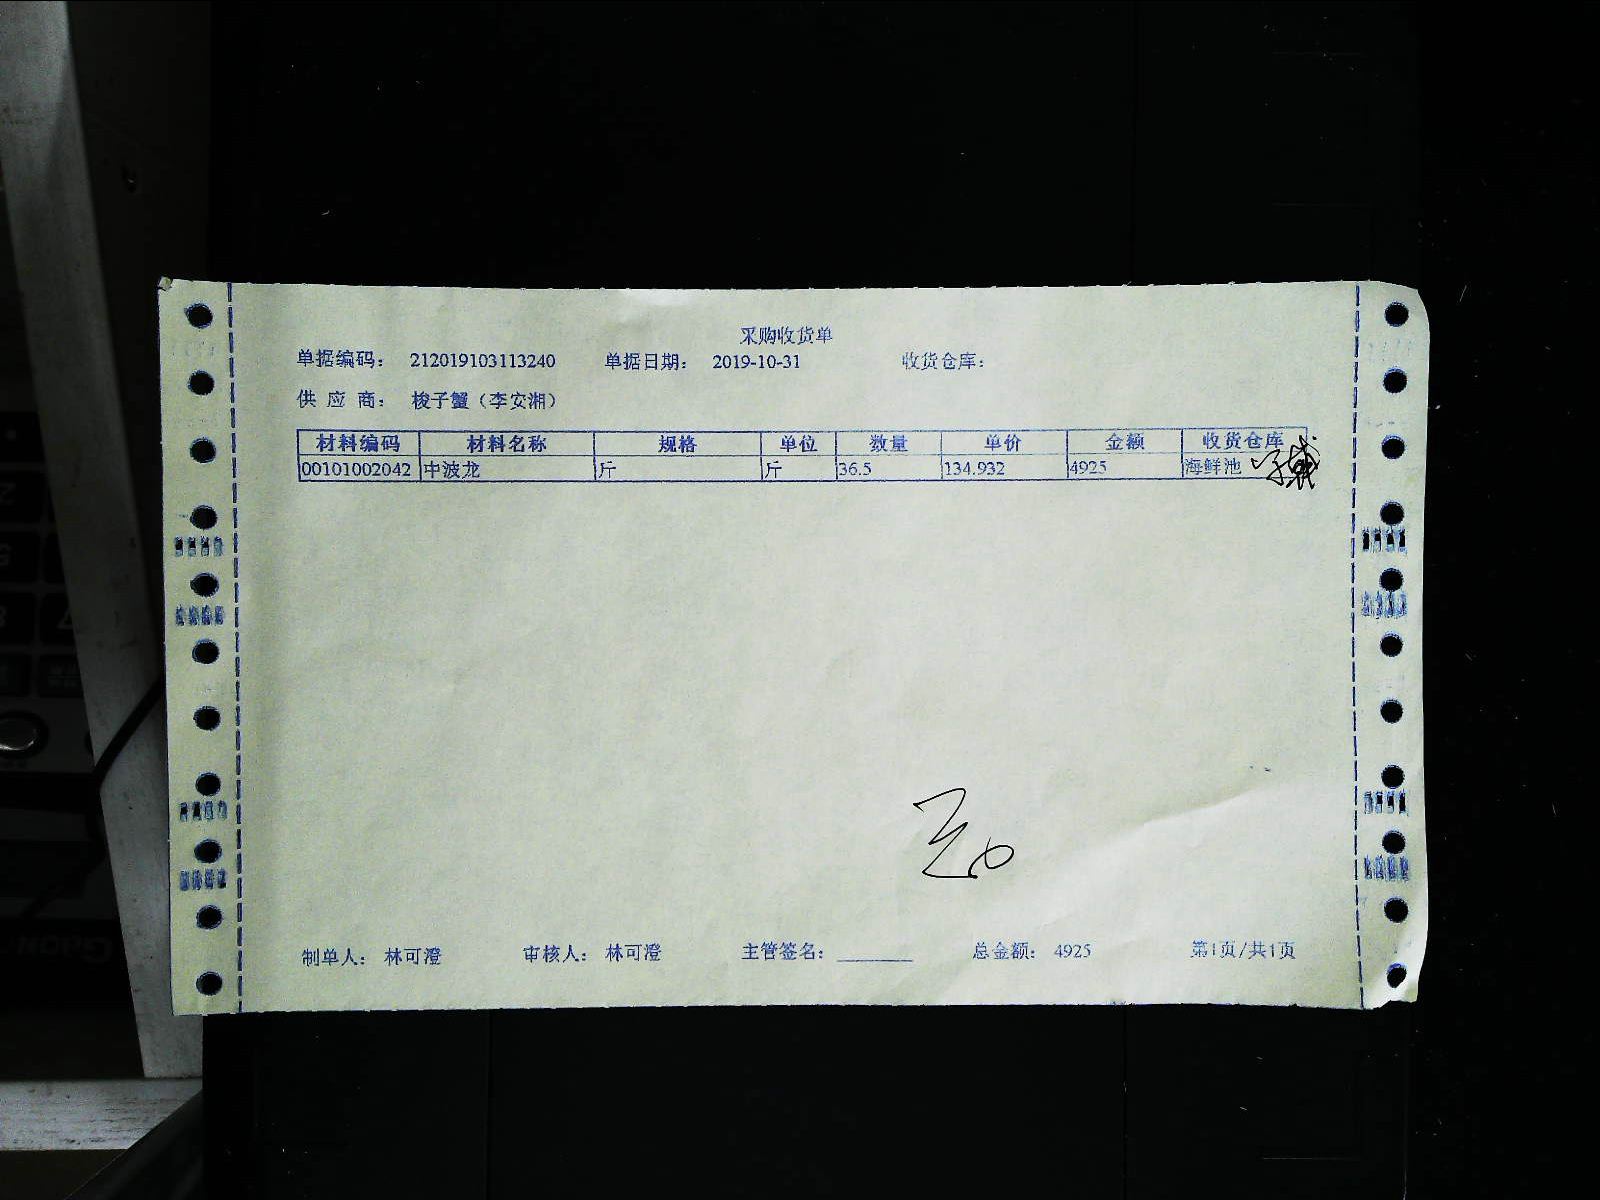 采购收货单
单据编码： 212019103113240 单据日期： 2019-10-31 收货仓库：
供 应 商： 梭子蟹（李安湘）
材料编码 材料名称 规格 单位 数量 单价 金额 收货仓库
00101002042 中波龙 斤 斤 36.5 134.932 4925 海鲜池
制单人： 林可澄 审核人： 林可澄 主管签名： 总金额： 4925 第1页/共1页